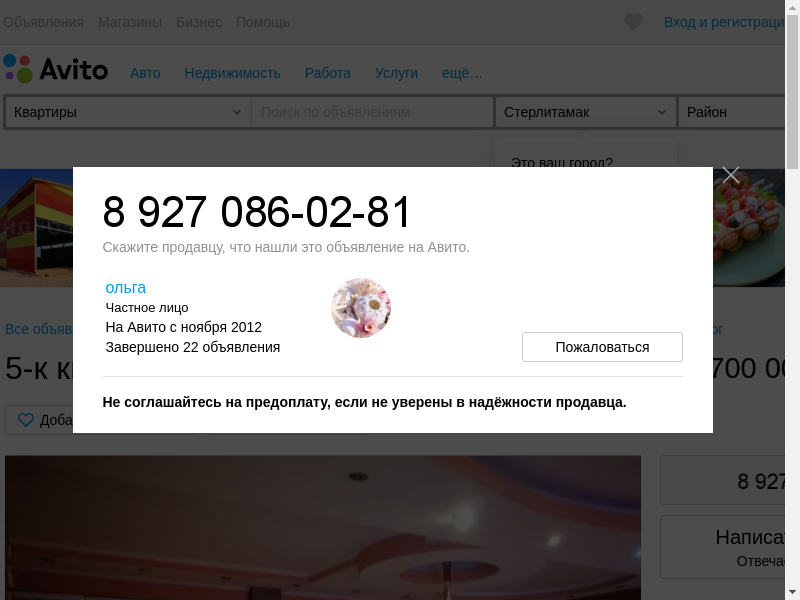 Объявления Магазины Бизнес Помощь
Вход и регистраци
Avito
Авто Недвижимость Работа Услуги ещё…
Квартиры Поиск по объявлениям Стерлитамак Район
Это ваш город?
8 927 086-02-81
Скажите продавцу, что нашли это объявление на Авито.
ольга
Частное лицо
На Авито с ноября 2012
Завершено 22 объявления
Пожаловаться
Не соглашайтесь на предоплату, если не уверены в надёжности продавца.
Все объяв
5-к к
700 00
Доба
8 927
Написа
Отвеча